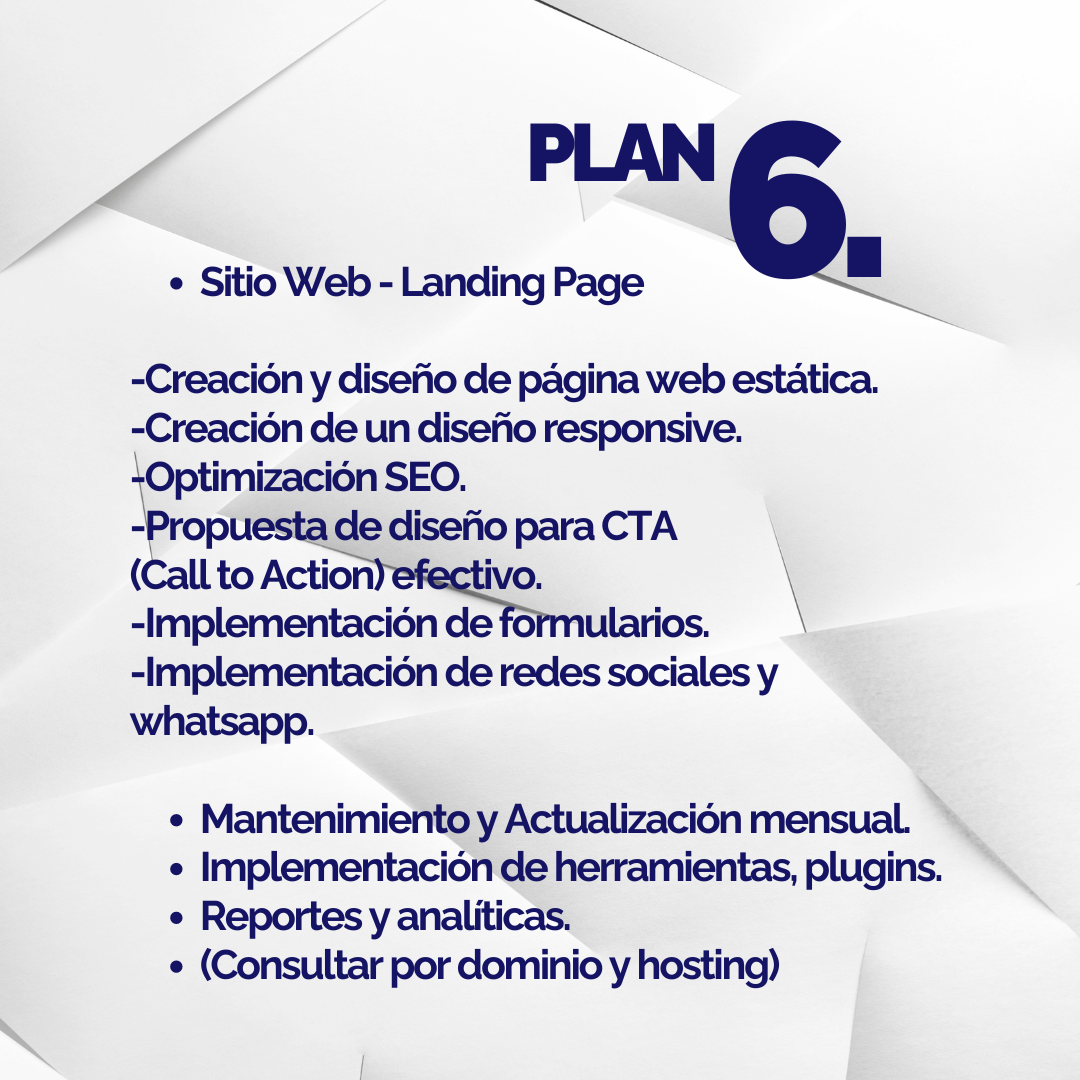 PLAN 6.
• Sitio Web - Landing Page
-Creación y diseño de página web estática.
-Creación de un diseño responsive.
-Optimización SEO.
-Propuesta de diseño para CTA
(Call to Action) efectivo.
-Implementación de formularios.
-Implementación de redes sociales y
whatsapp.
• Mantenimiento y Actualización mensual.
• Implementación de herramientas, plugins.
• Reportes y analíticas.
• (Consultar por dominio y hosting)